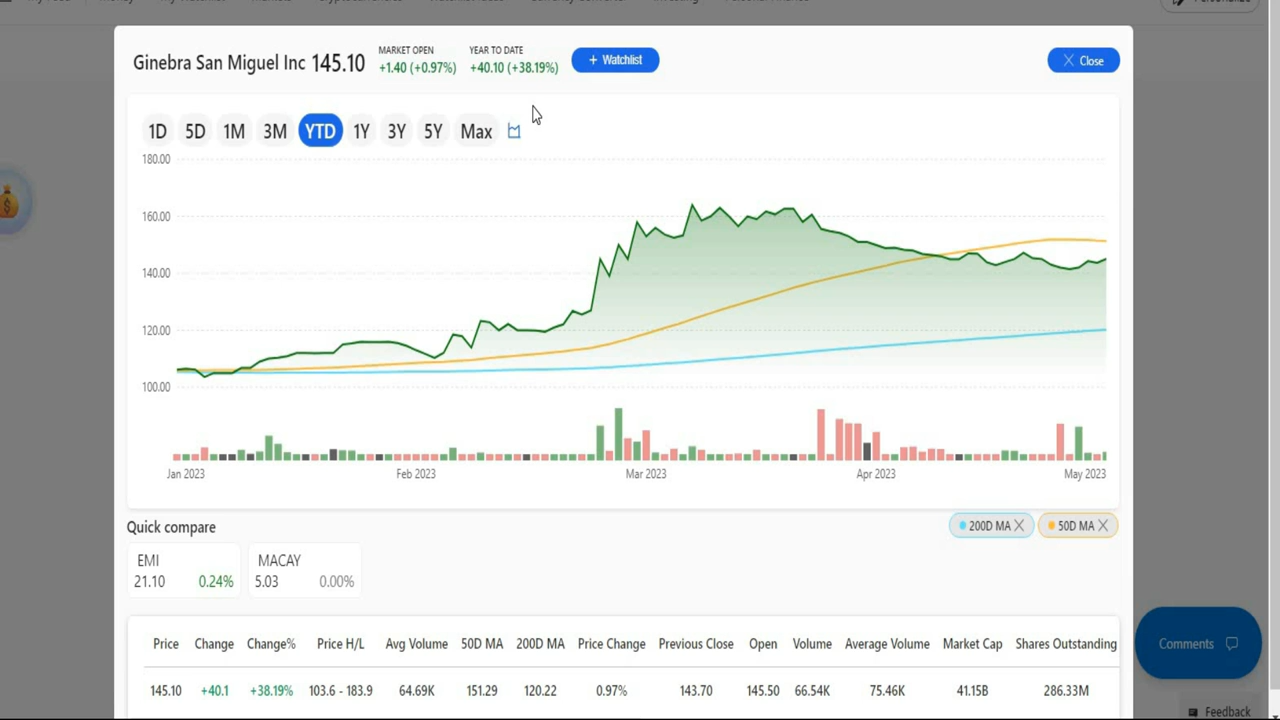 Ginebra San Miguel Inc 145.10
MARKET OPEN
+1.40 (+0.97%)
YEAR TO DATE
+40.10 (+38.19%)
+ Watchlist
Close
1D 5D 1M 3M YTD 1Y 3Y 5Y Max
180.00
160.00
140.00
120.00
100.00
Jan 2023 Feb 2023 Mar 2023 Apr 2023 May 2023
Quick compare
200D MA 50D MA
EMI
21.10 0.24%
MACAY
5.03 0.00%
Price Change Change% Price H/L Avg Volume 50D MA 200D MA Price Change Previous Close Open Volume Average Volume Market Cap Shares Outstanding
145.10 +40.1 +38.19% 103.6 - 183.9 64.69K 151.29 120.22 0.97% 143.70 145.50 66.54K 75.46K 41.15B 286.33M
Comments
Feedback